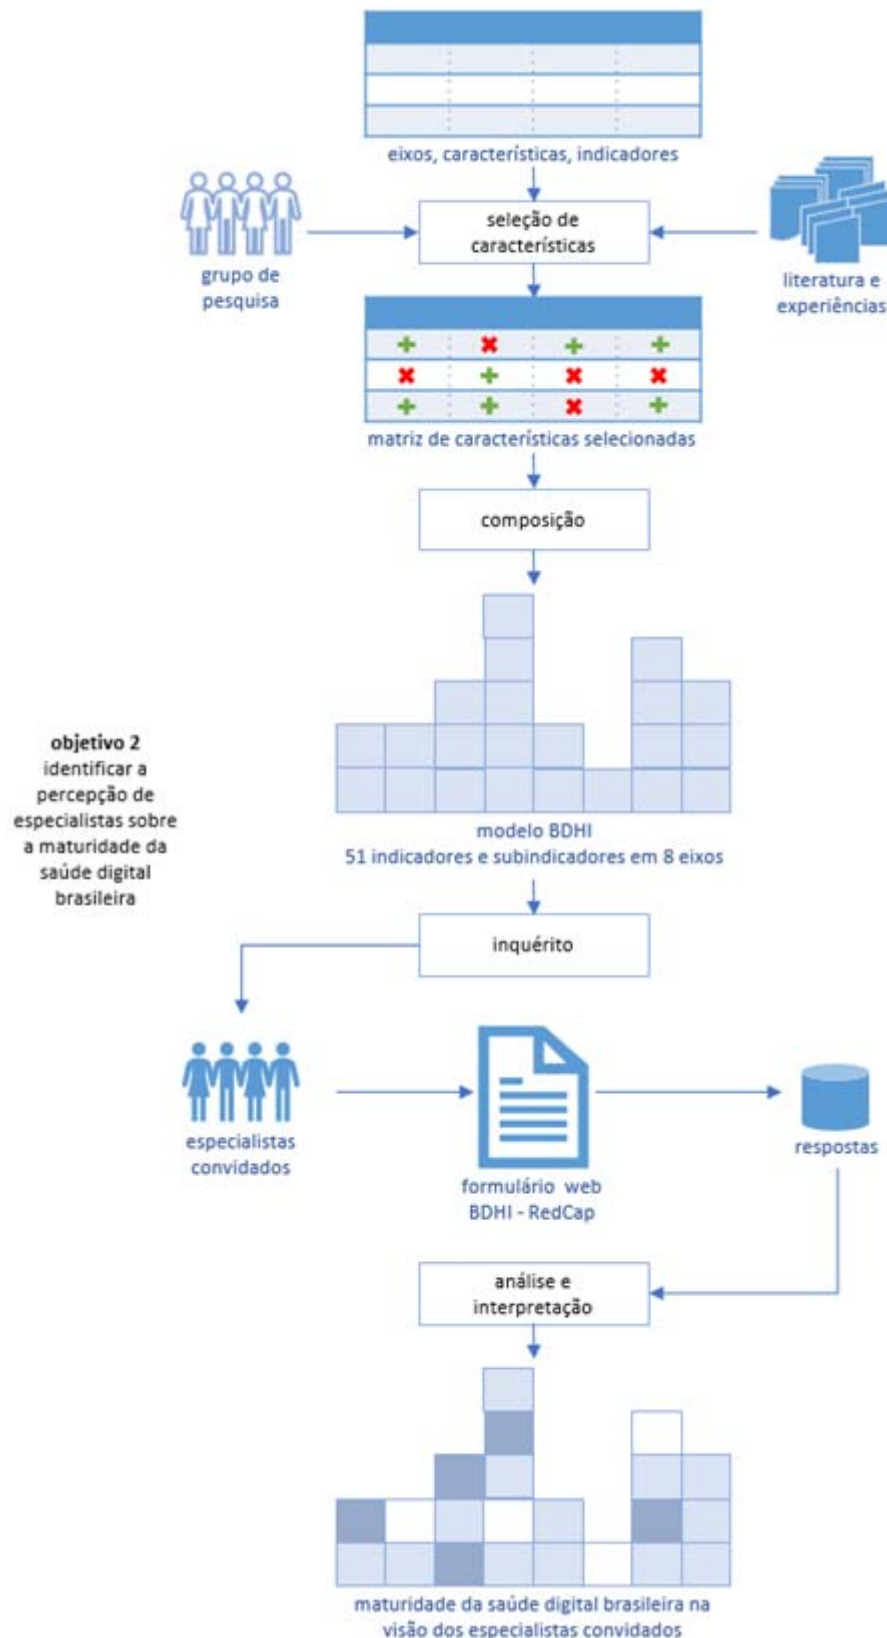 eixos, características, indicadores
seleção de
características
grupo de
pesquisa
literatura e
experiências
matriz de características selecionadas
composição
objetivo 2
identificar a
percepção de
especialistas sobre
a maturidade da
saúde digital
brasileira
modelo BDHI
51 indicadores e subindicadores em 8 eixos
inquérito
especialistas
convidados
formulário web
BDHI - RedCap
respostas
análise e
interpretação
maturidade da saúde digital brasileira na
visão dos especialistas convidados